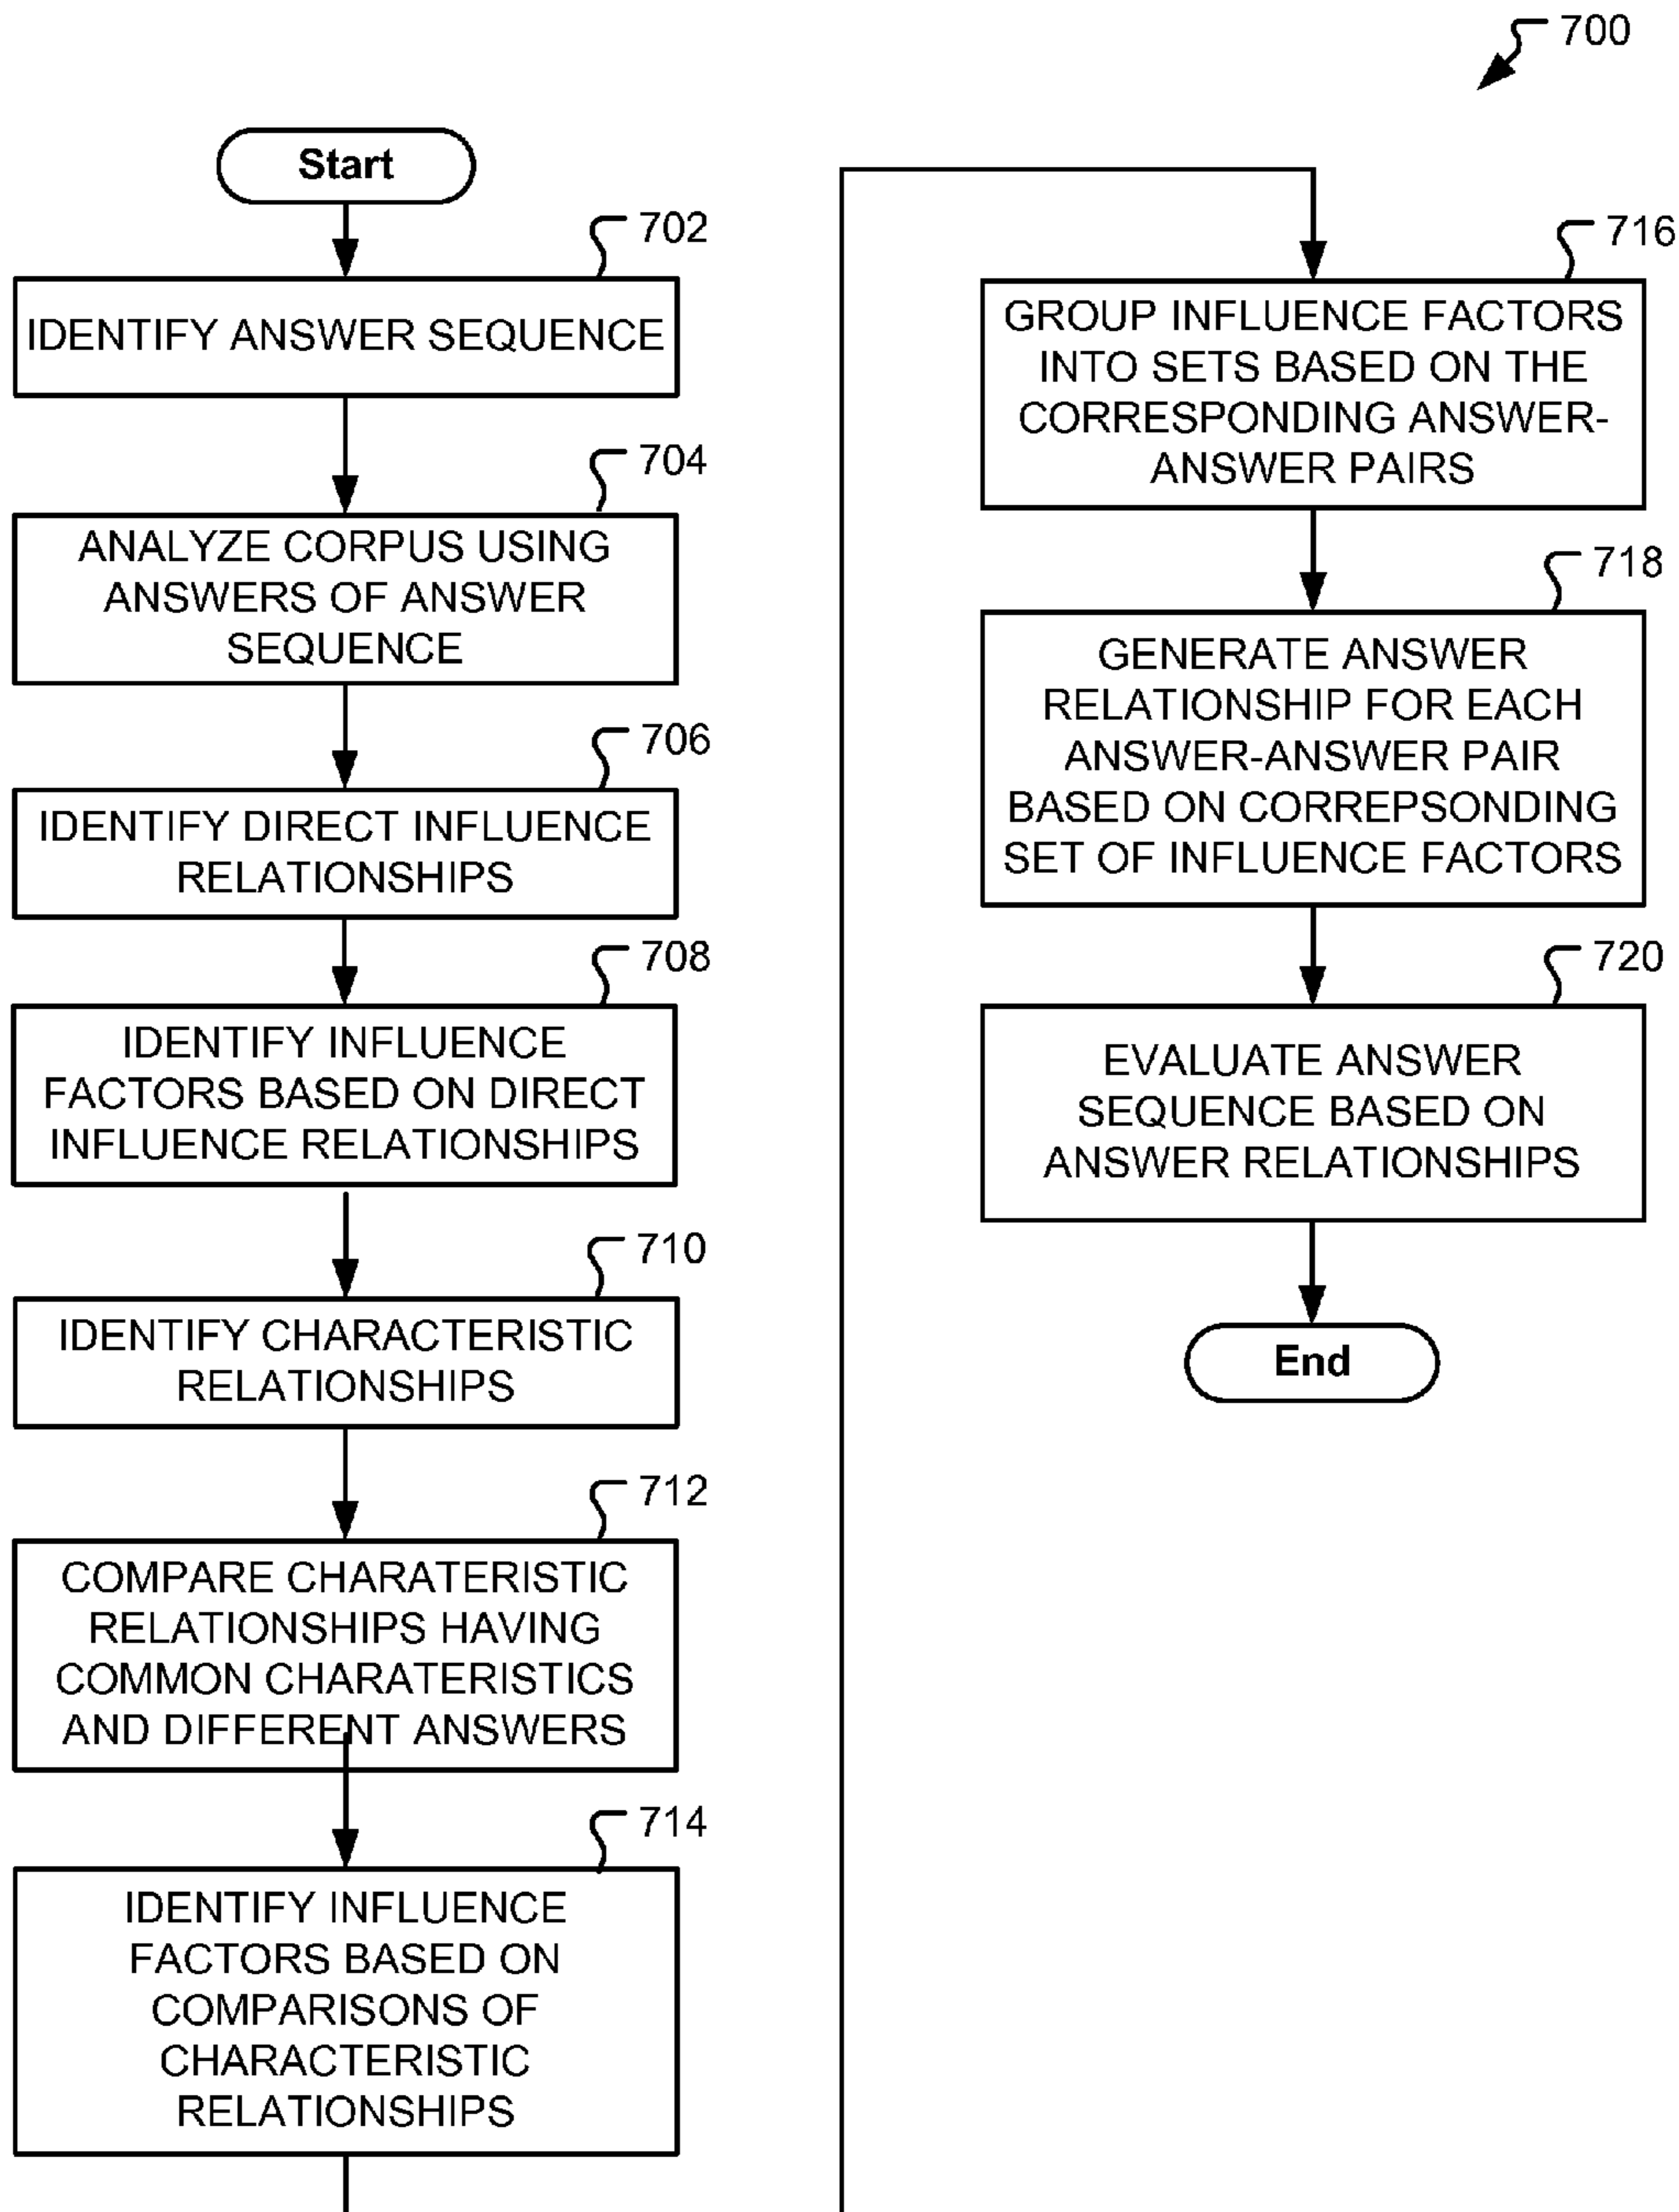 700
Start
702
IDENTIFY ANSWER SEQUENCE
704
ANALYZE CORPUS USING
ANSWERS OF ANSWER
SEQUENCE
706
IDENTIFY DIRECT INFLUENCE
RELATIONSHIPS
708
IDENTIFY INFLUENCE
FACTORS BASED ON DIRECT
INFLUENCE RELATIONSHIPS
710
IDENTIFY CHARACTERISTIC
RELATIONSHIPS
712
COMPARE CHARATERISTIC
RELATIONSHIPS HAVING
COMMON CHARATERISTICS
AND DIFFERENT ANSWERS
714
IDENTIFY INFLUENCE
FACTORS BASED ON
COMPARISONS OF
CHARACTERISTIC
RELATIONSHIPS
716
GROUP INFLUENCE FACTORS
INTO SETS BASED ON THE
CORRESPONDING ANSWER-
ANSWER PAIRS
718
GENERATE ANSWER
RELATIONSHIP FOR EACH
ANSWER-ANSWER PAIR
BASED ON CORREPSONDING
SET OF INFLUENCE FACTORS
720
EVALUATE ANSWER
SEQUENCE BASED ON
ANSWER RELATIONSHIPS
End